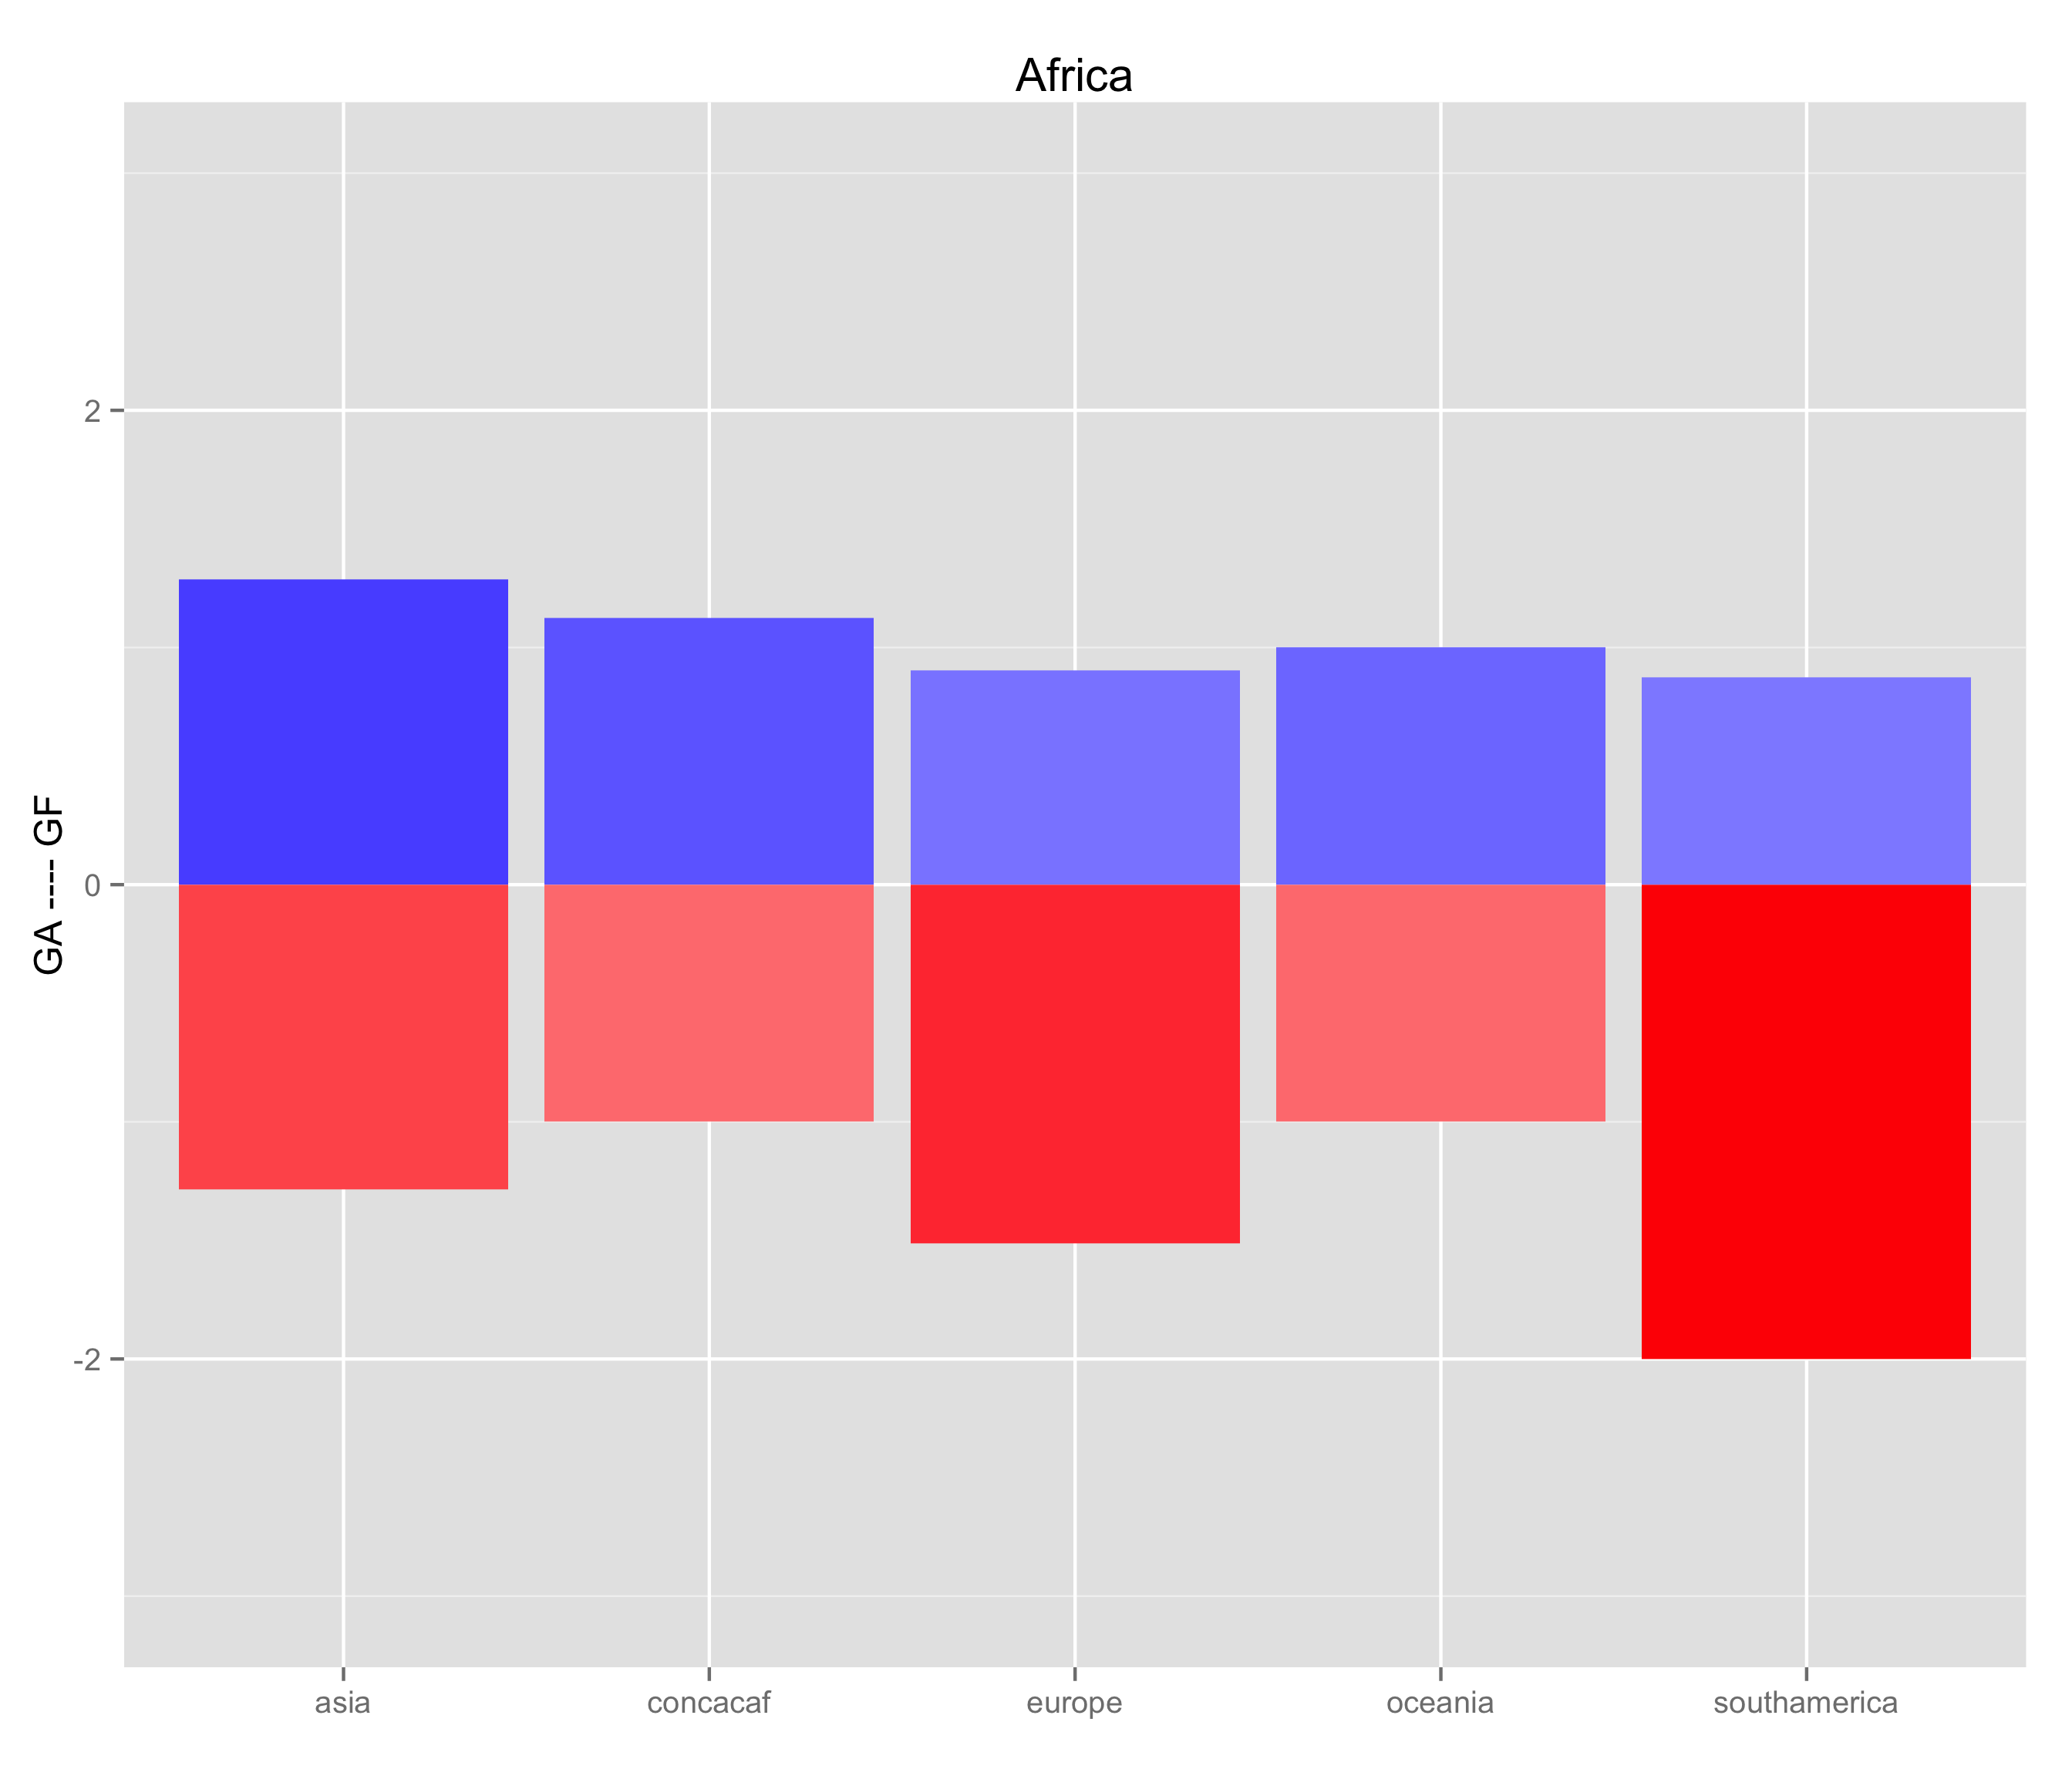 Africa
GA ---- GF
2
0
-2
asia
concacaf
europe
oceania
southamerica